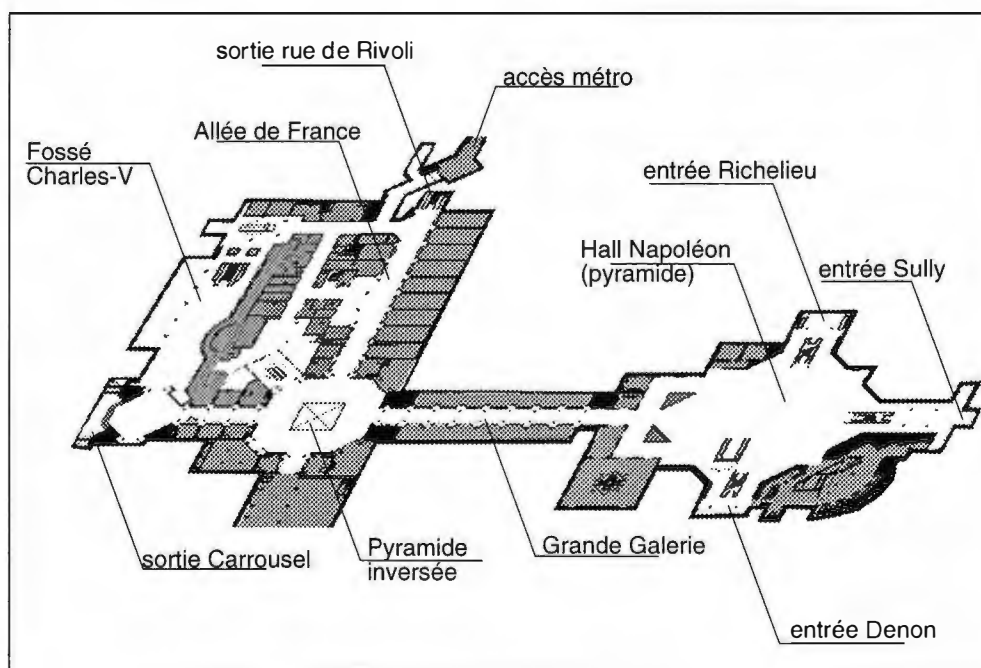 sortie rue de Rivoli
accès métro
Allée de France
Fossé
Charles-V
entrée Richelieu
Hall Napoléon
(pyramide)
entrée Sully
sortie Carrousel
Pyramide
inversée
Grande Galerie
entrée Denon